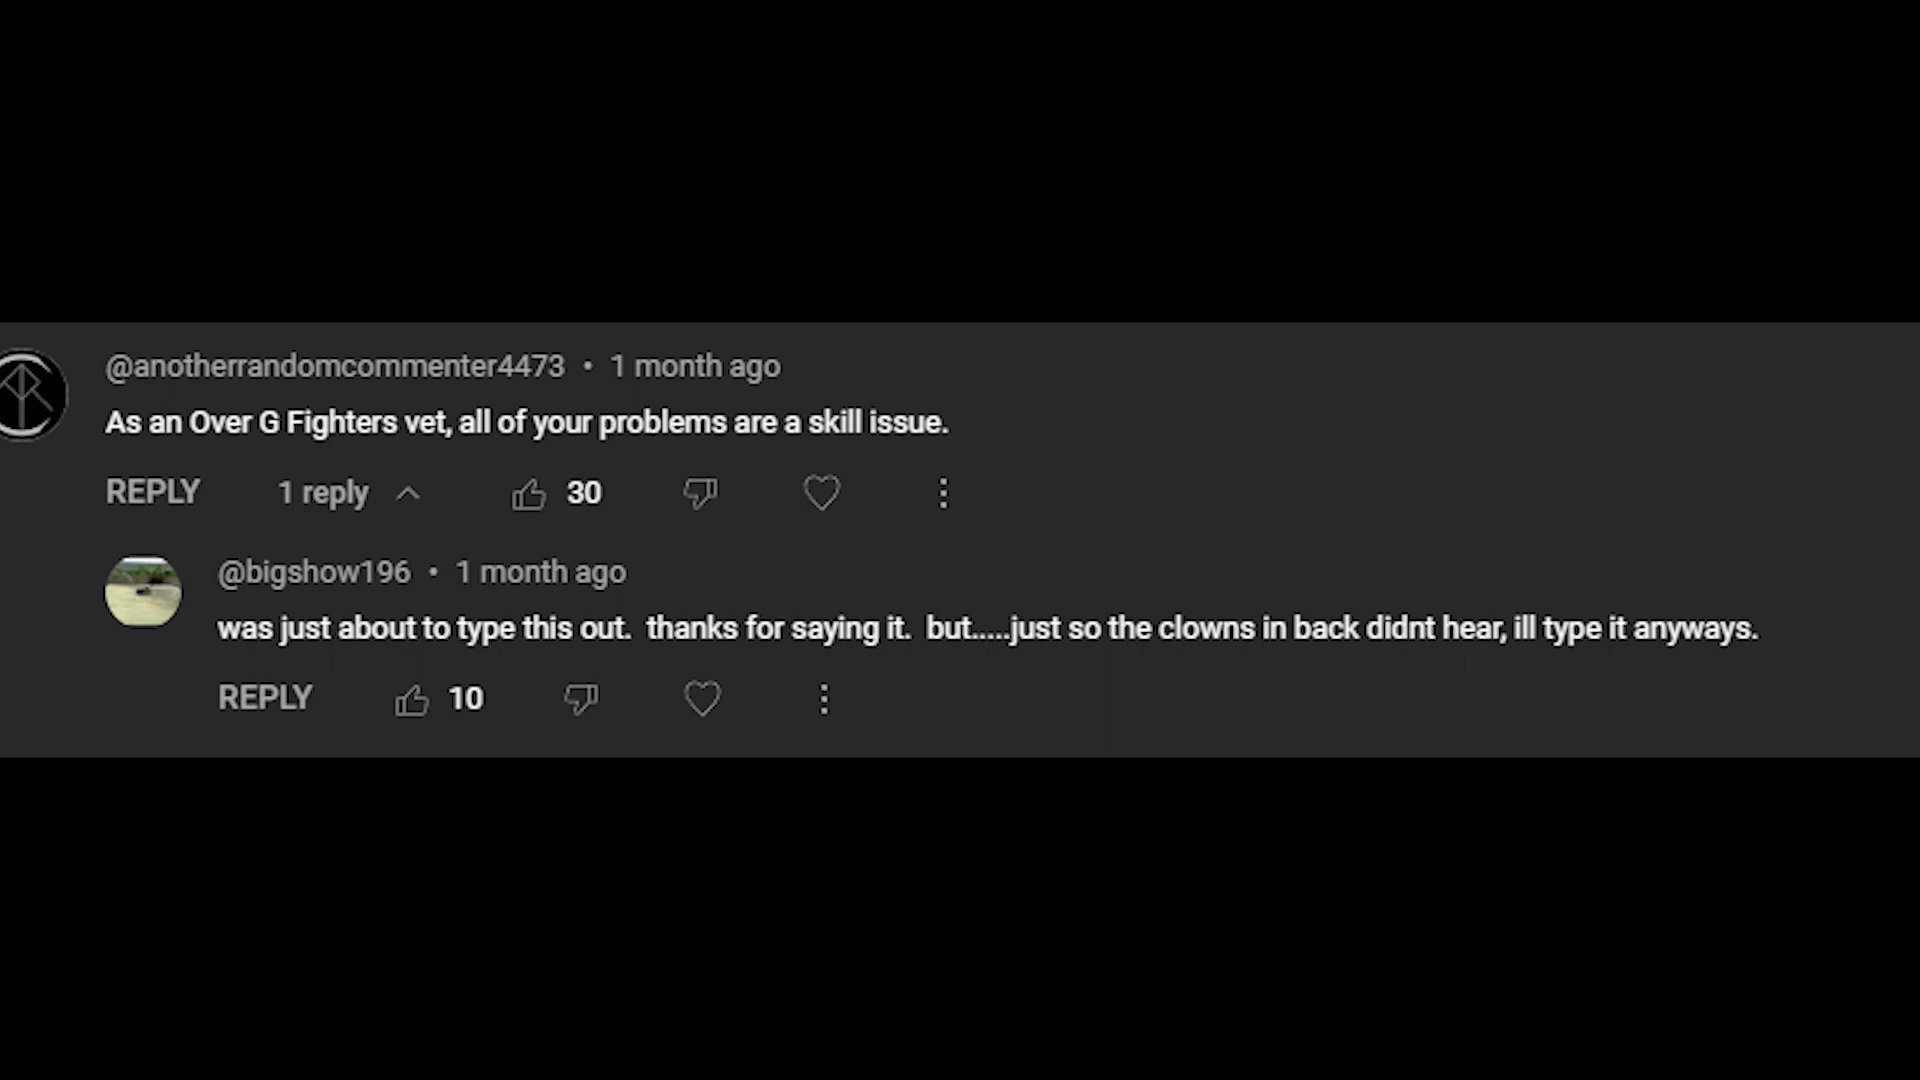 @anotherrandomcommenter4473 • 1 month ago
As an Over G Fighters vet, all of your problems are a skill issue.
REPLY 1 reply 30
@bigshow196 • 1 month ago
was just about to type this out.  thanks for saying it.  but.....just so the clowns in back didnt hear, ill type it anyways.
REPLY 10